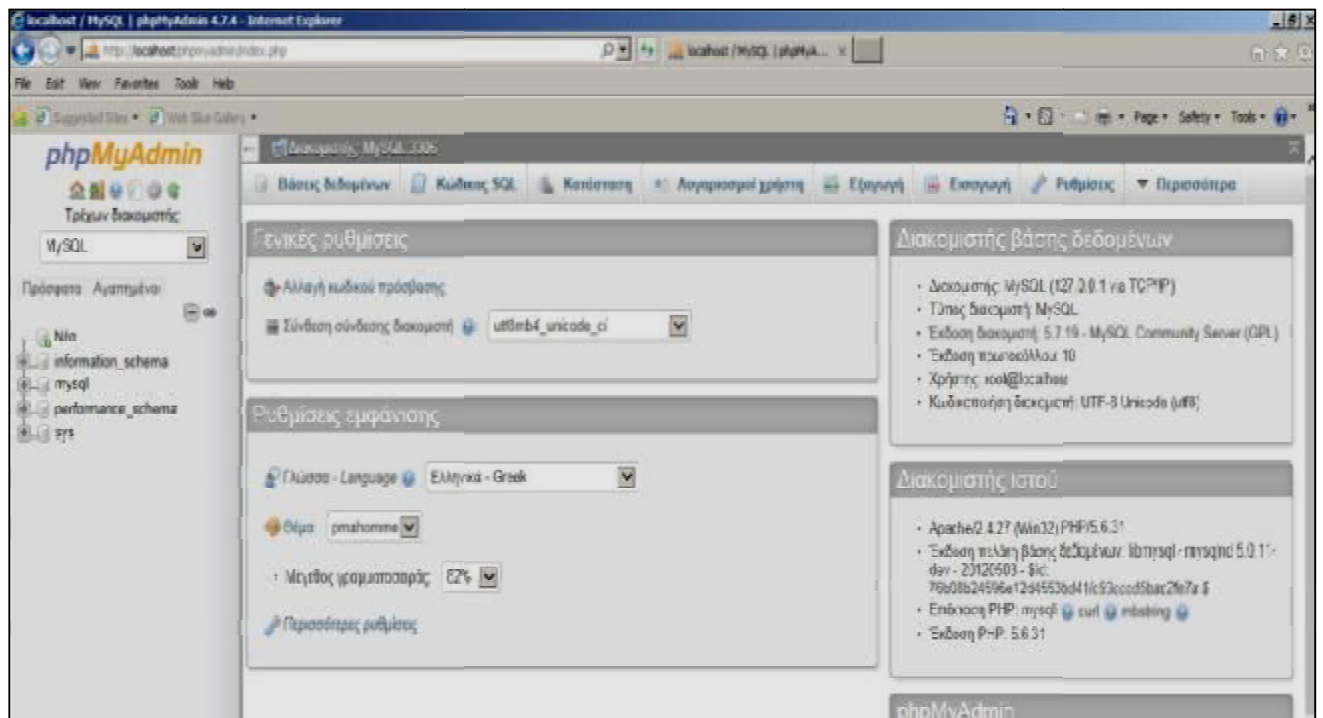 localhost / MySQL | phpMyAdmin 4.7.4 - Internet Explorer
http://localhost/phpmyadmin/index.php
localhost / MySQL | phpMyA...
File Edit View Favorites Tools Help
Suggested Sites Web Slice Gallery
Page Safety Tools
phpMyAdmin
Τρέχων διακομιστής
MySQL
Πρόσφατα Αγαπημένα
Νέα
information_schema
mysql
performance_schema
sys
Διακομιστής: MySQL:3306
Βάσεις δεδομένων Κώδικας SQL Κατάσταση Λογαριασμοί χρήστη Εξαγωγή Εισαγωγή Ρυθμίσεις Περισσότερα
Γενικές ρυθμίσεις
Αλλαγή κωδικού πρόσβασης
Σύνθεση σύνδεσης διακομιστή : utf8mb4_unicode_ci
Ρυθμίσεις εμφάνισης
Γλώσσα - Language Ελληνικά - Greek
Θέμα: pmahomme
Μέγεθος γραμματοσειράς: 82%
Περισσότερες ρυθμίσεις
Διακομιστής βάσης δεδομένων
Διακομιστής: MySQL (127.0.0.1 via TCP/IP)
Τύπος διακομιστή: MySQL
Έκδοση διακομιστή: 5.7.19 - MySQL Community Server (GPL)
Έκδοση πρωτοκόλλου: 10
Χρήστης: root@localhost
Κωδικοποίηση διακομιστή: UTF-8 Unicode (utf8)
Διακομιστής ιστού
Apache/2.4.27 (Win32) PHP/5.6.31
Έκδοση πελάτη βάσης δεδομένων: libmysql - mysqlnd 5.0.11-
dev - 20120503 - $Id:
Επέκταση PHP: mysqli curl mbstring
Έκδοση PHP: 5.6.31
phpMyAdmin